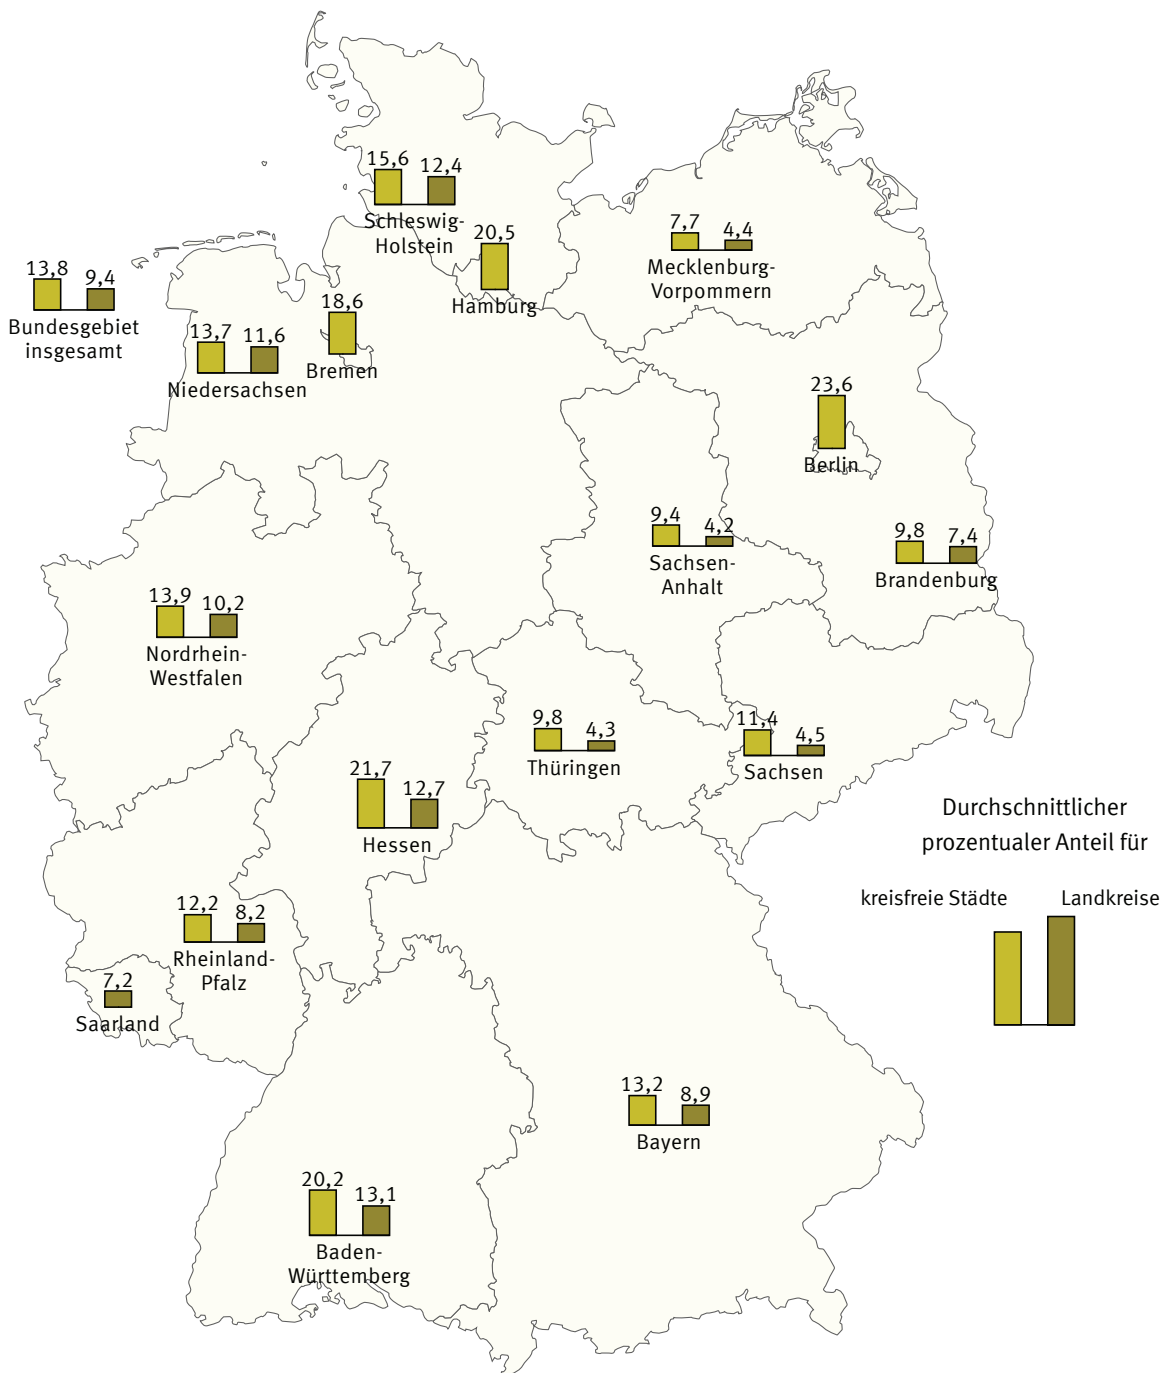 15,6 12,4
Schleswig-
Holstein
20,5
Hamburg
7,7 4,4
Mecklenburg-
Vorpommern
13,8 9,4
Bundesgebiet
insgesamt
18,6
Bremen
13,7 11,6
Niedersachsen
23,6
Berlin
9,4 4,2
Sachsen-
Anhalt
9,8 7,4
Brandenburg
13,9 10,2
Nordrhein-
Westfalen
9,8 4,3
Thüringen
11,4 4,5
Sachsen
21,7 12,7
Hessen
Durchschnittlicher
prozentualer Anteil für
kreisfreie Städte Landkreise
12,2 8,2
Rheinland-
Pfalz
7,2
Saarland
13,2 8,9
Bayern
20,2 13,1
Baden-
Württemberg